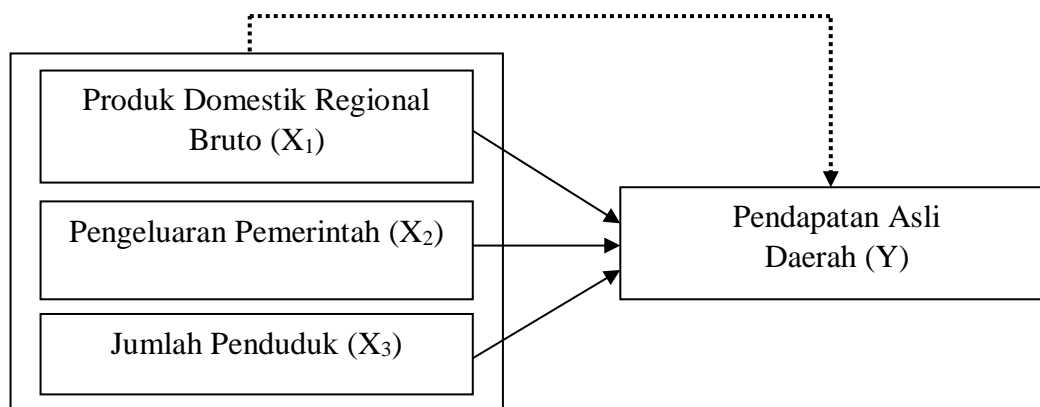 Produk Domestik Regional
Bruto (X₁)
Pengeluaran Pemerintah (X₂)
Pendapatan Asli
Daerah (Y)
Jumlah Penduduk (X₃)